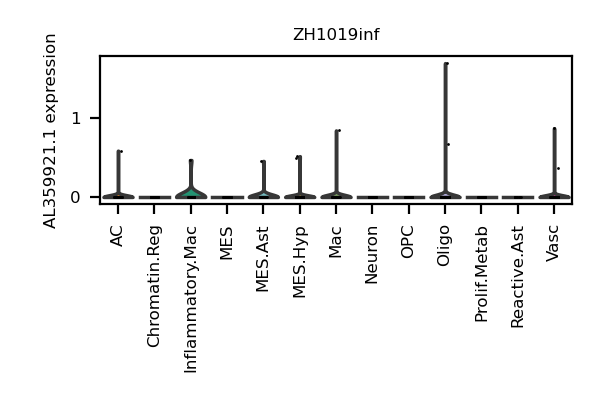 ZH1019inf
AL359921.1 expression
1
0
AC
Chromatin.Reg
Inflammatory.Mac
MES
MES.Ast
MES.Hyp
Mac
Neuron
OPC
Oligo
Prolif.Metab
Reactive.Ast
Vasc